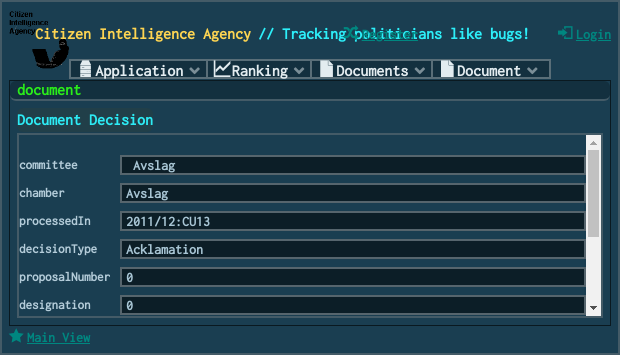 Citizen
Intelligence
Agency
Citizen Intelligence Agency // Tracking politicians like bugs!
Register
Login
Application
Ranking
Documents
Document
document
Document Decision
committee
Avslag
chamber
Avslag
processedIn
2011/12:CU13
decisionType
Acklamation
proposalNumber
0
designation
0
Main View